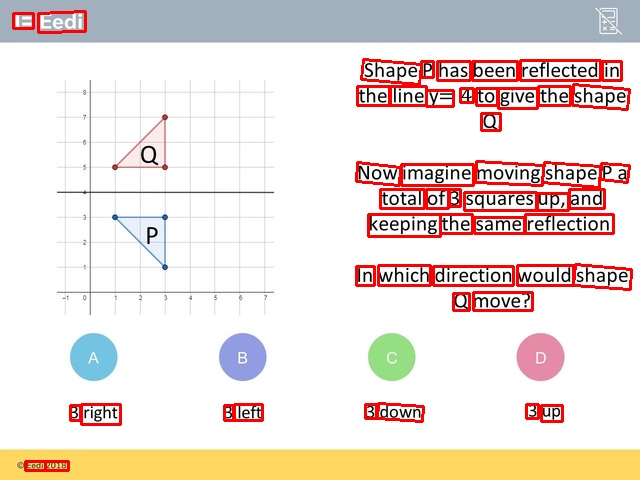 Eedi
Shape P has been reflected in
the line y= 4 to give the shape
Q
8
7
6
5
4
3
2
1
-1 0 1 2 3 4 5 6 7
Q
P
Now imagine moving shape P a
total of 3 squares up, and
keeping the same reflection
In which direction would shape
Q move?
A
B
C
D
3 right
3 left
3 down
3 up
© Eedi 2018